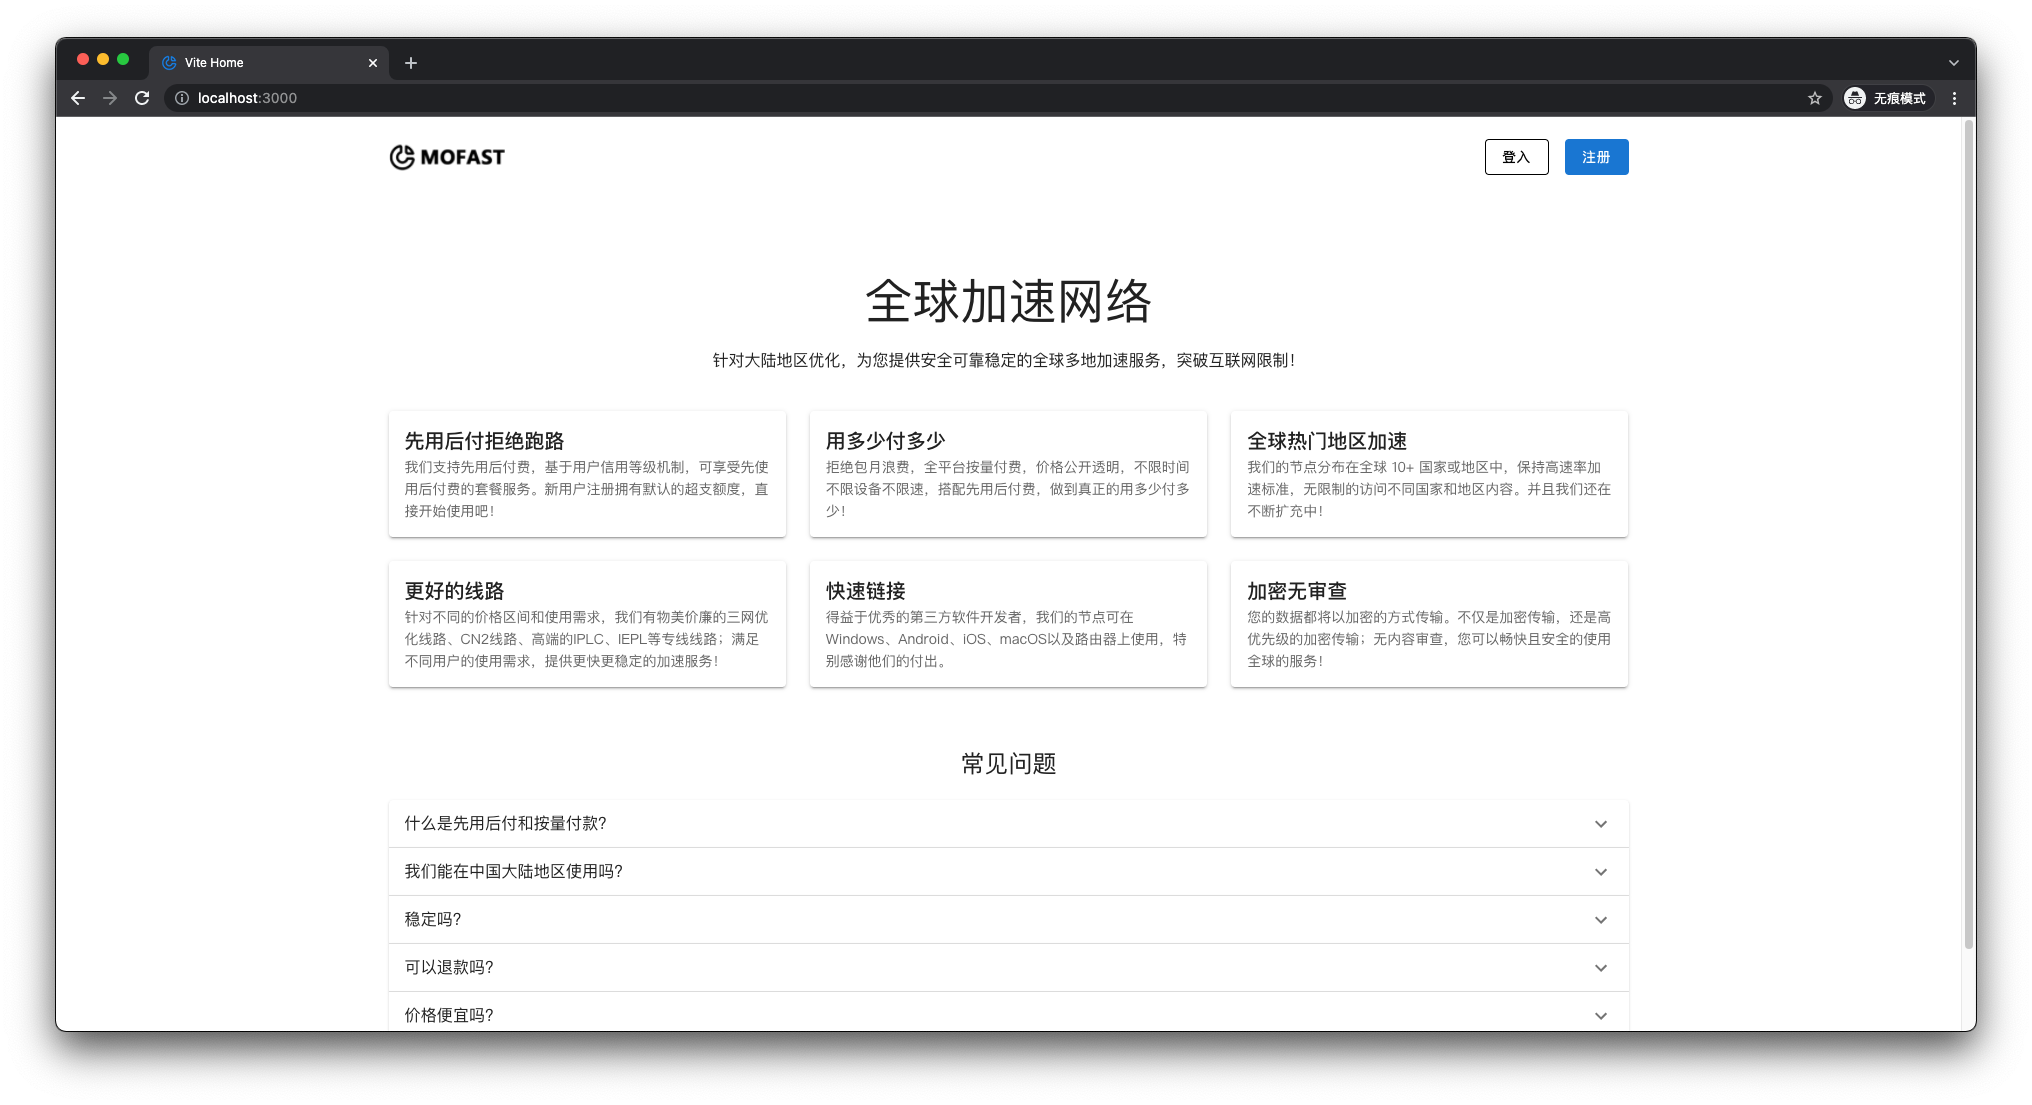 Vite Home
localhost:3000
无痕模式
MOFAST
登入
注册
全球加速网络
针对大陆地区优化，为您提供安全可靠稳定的全球多地加速服务，突破互联网限制！
先用后付拒绝跑路
我们支持先用后付费，基于用户信用等级机制，可享受先使
用后付费的套餐服务。新用户注册拥有默认的超支额度，直
接开始使用吧！
用多少付多少
拒绝包月浪费，全平台按量付费，价格公开透明，不限时间
不限设备不限速，搭配先用后付费，做到真正的用多少付多
少！
全球热门地区加速
我们的节点分布在全球 10+ 国家或地区中，保持高速率加
速标准，无限制的访问不同国家和地区内容。并且我们还在
不断扩充中！
更好的线路
针对不同的价格区间和使用需求，我们有物美价廉的三网优
化线路、CN2线路、高端的IPLC、IEPL等专线线路；满足
不同用户的使用需求，提供更快更稳定的加速服务！
快速链接
得益于优秀的第三方软件开发者，我们的节点可在
Windows、Android、iOS、macOS以及路由器上使用，特
别感谢他们的付出。
加密无审查
您的数据都将以加密的方式传输。不仅是加密传输，还是高
优先级的加密传输；无内容审查，您可以畅快且安全的使用
全球的服务！
常见问题
什么是先用后付和按量付款?
我们能在中国大陆地区使用吗?
稳定吗?
可以退款吗?
价格便宜吗?